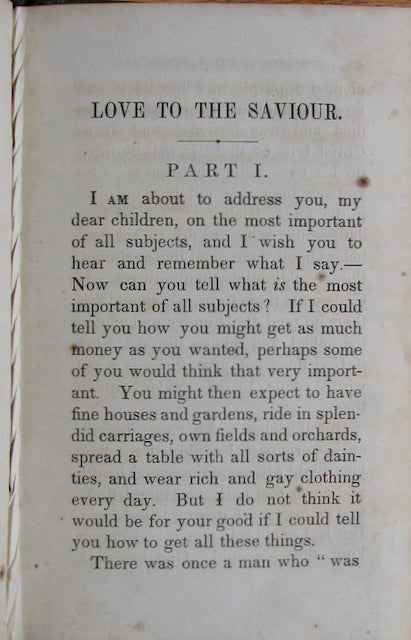 LOVE TO THE SAVIOUR.
PART I.
I AM about to address you, my
dear children, on the most important
of all subjects, and I wish you to
hear and remember what I say.—
Now can you tell what is the most
important of all subjects? If I could
tell you how you might get as much
money as you wanted, perhaps some
of you would think that very import-
ant. You might then expect to have
fine houses and gardens, ride in splen-
did carriages, own fields and orchards,
spread a table with all sorts of dain-
ties, and wear rich and gay clothing
every day. But I do not think it
would be for your good if I could tell
you how to get all these things.
There was once a man who " was